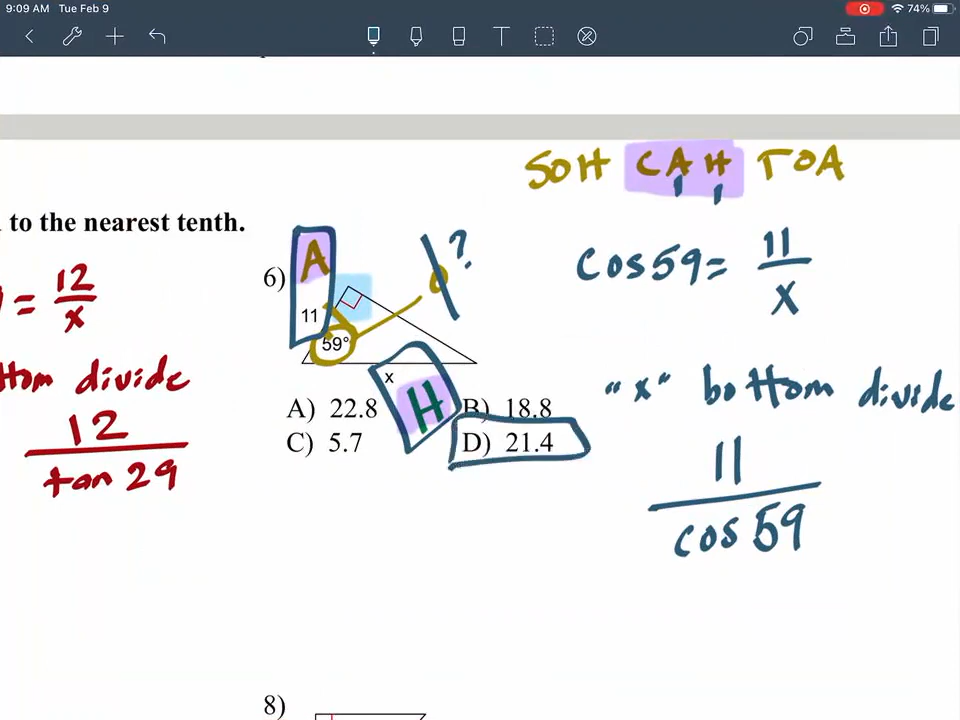 9:09 AM Tue Feb 9
74%
T
SOH CAH TOA
to the nearest tenth.
= 12/x
divide
12
tan 29
6)
A
11
59°
x
H
o
?
A) 22.8
B) 18.8
C) 5.7
D) 21.4
cos 59 = 11/x
"x" bottom divide
11
cos 59
8)